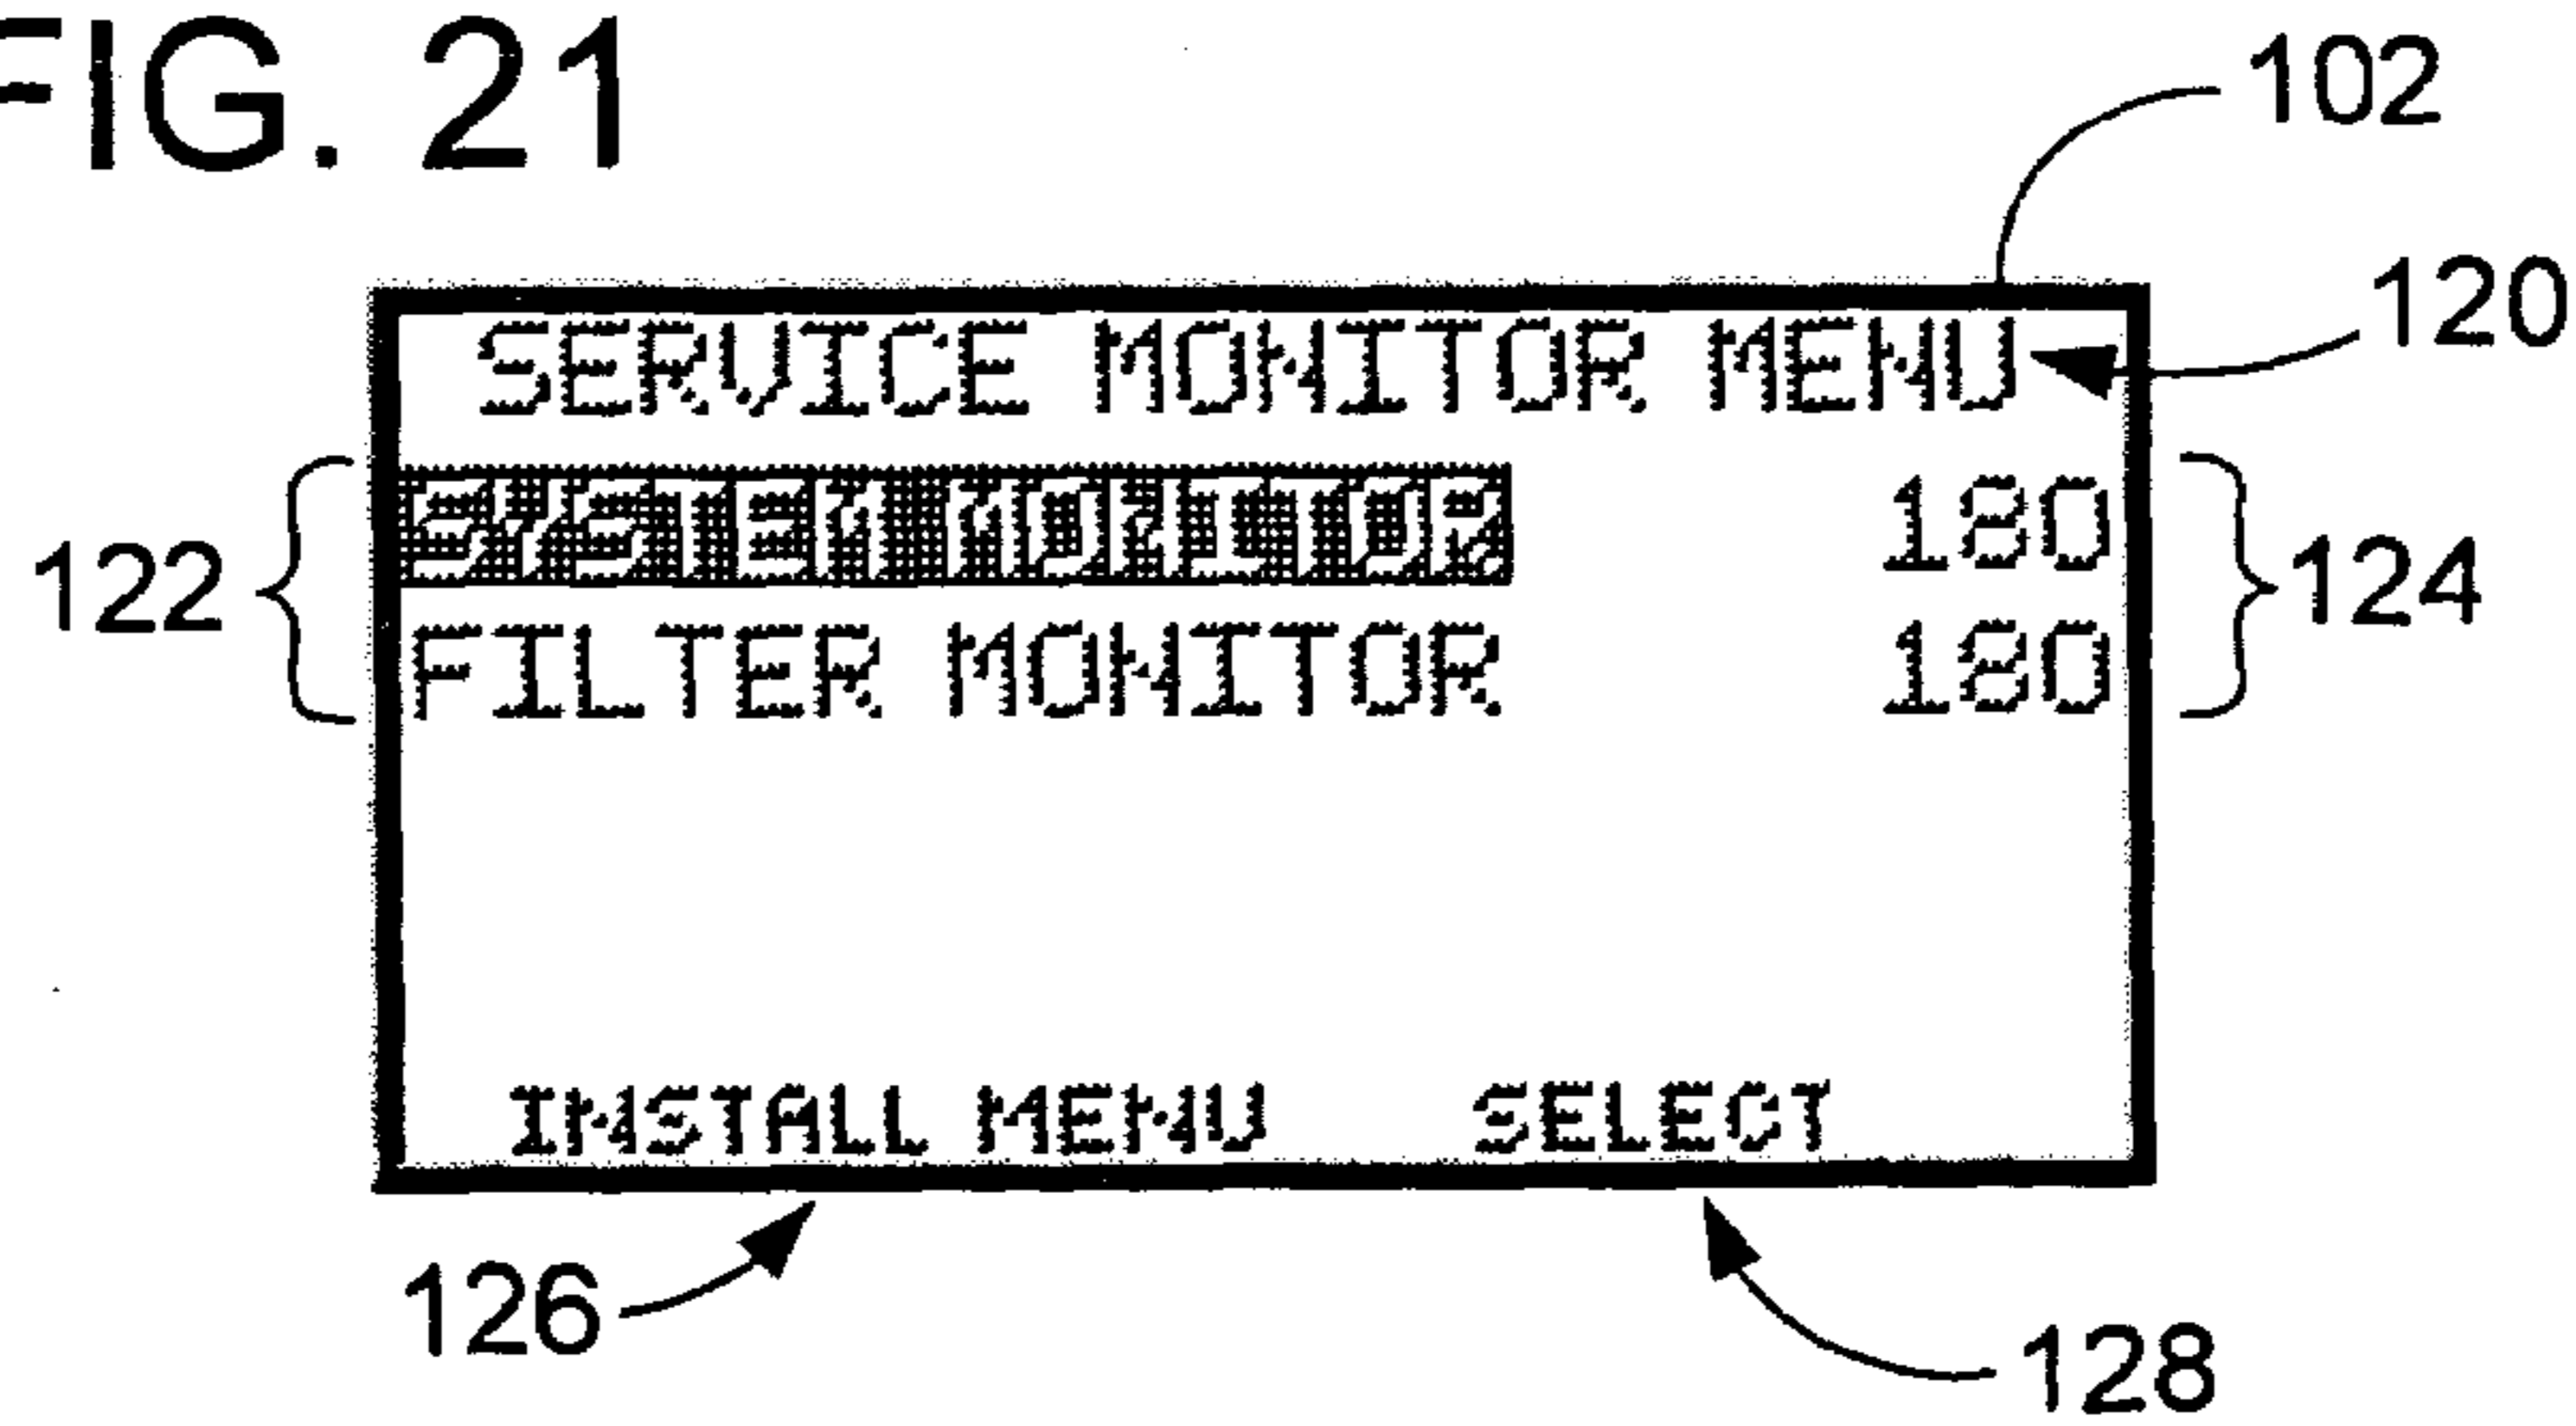 FIG. 21
102
120
SERVICE MONITOR MENU
122
SYSTEM MONITOR 180
124
FILTER MONITOR 180
INSTALL MENU SELECT
126
128